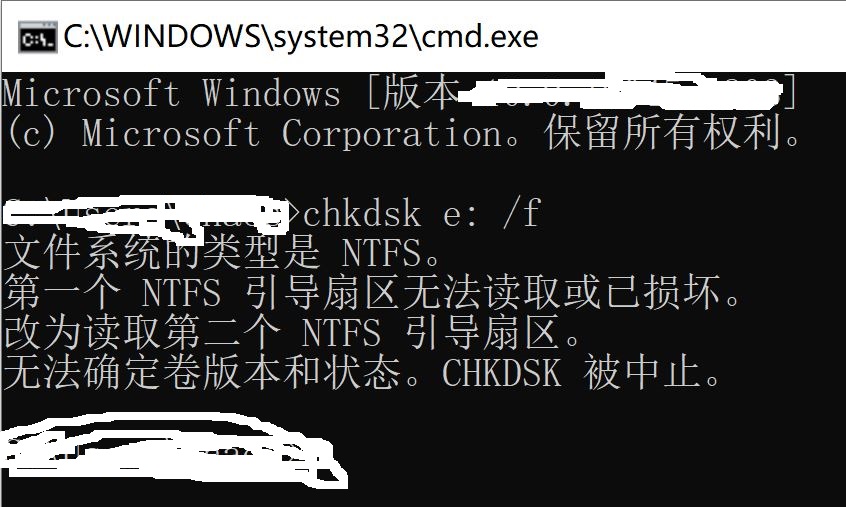 C:\WINDOWS\system32\cmd.exe
Microsoft Windows [版本 ]
(c) Microsoft Corporation。保留所有权利。
>chkdsk e: /f
文件系统的类型是 NTFS。
第一个 NTFS 引导扇区无法读取或已损坏。
改为读取第二个 NTFS 引导扇区。
无法确定卷版本和状态。CHKDSK 被中止。